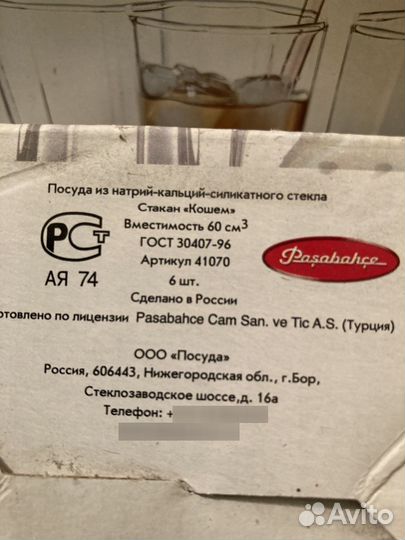 Посуда из натрий-кальций-силикатного стекла
Стакан «Кошем»
Вместимость 60 см³
ГОСТ 30407-96
Артикул 41070
6 шт.
Сделано в России
РСТ
АЯ 74
Paşabahçe
отовлено по лицензии Pasabahce Cam San. ve Tic A.S. (Турция)
ООО «Посуда»
Россия, 606443, Нижегородская обл., г.Бор,
Стеклозаводское шоссе,д. 16а
Телефон: +
Avito